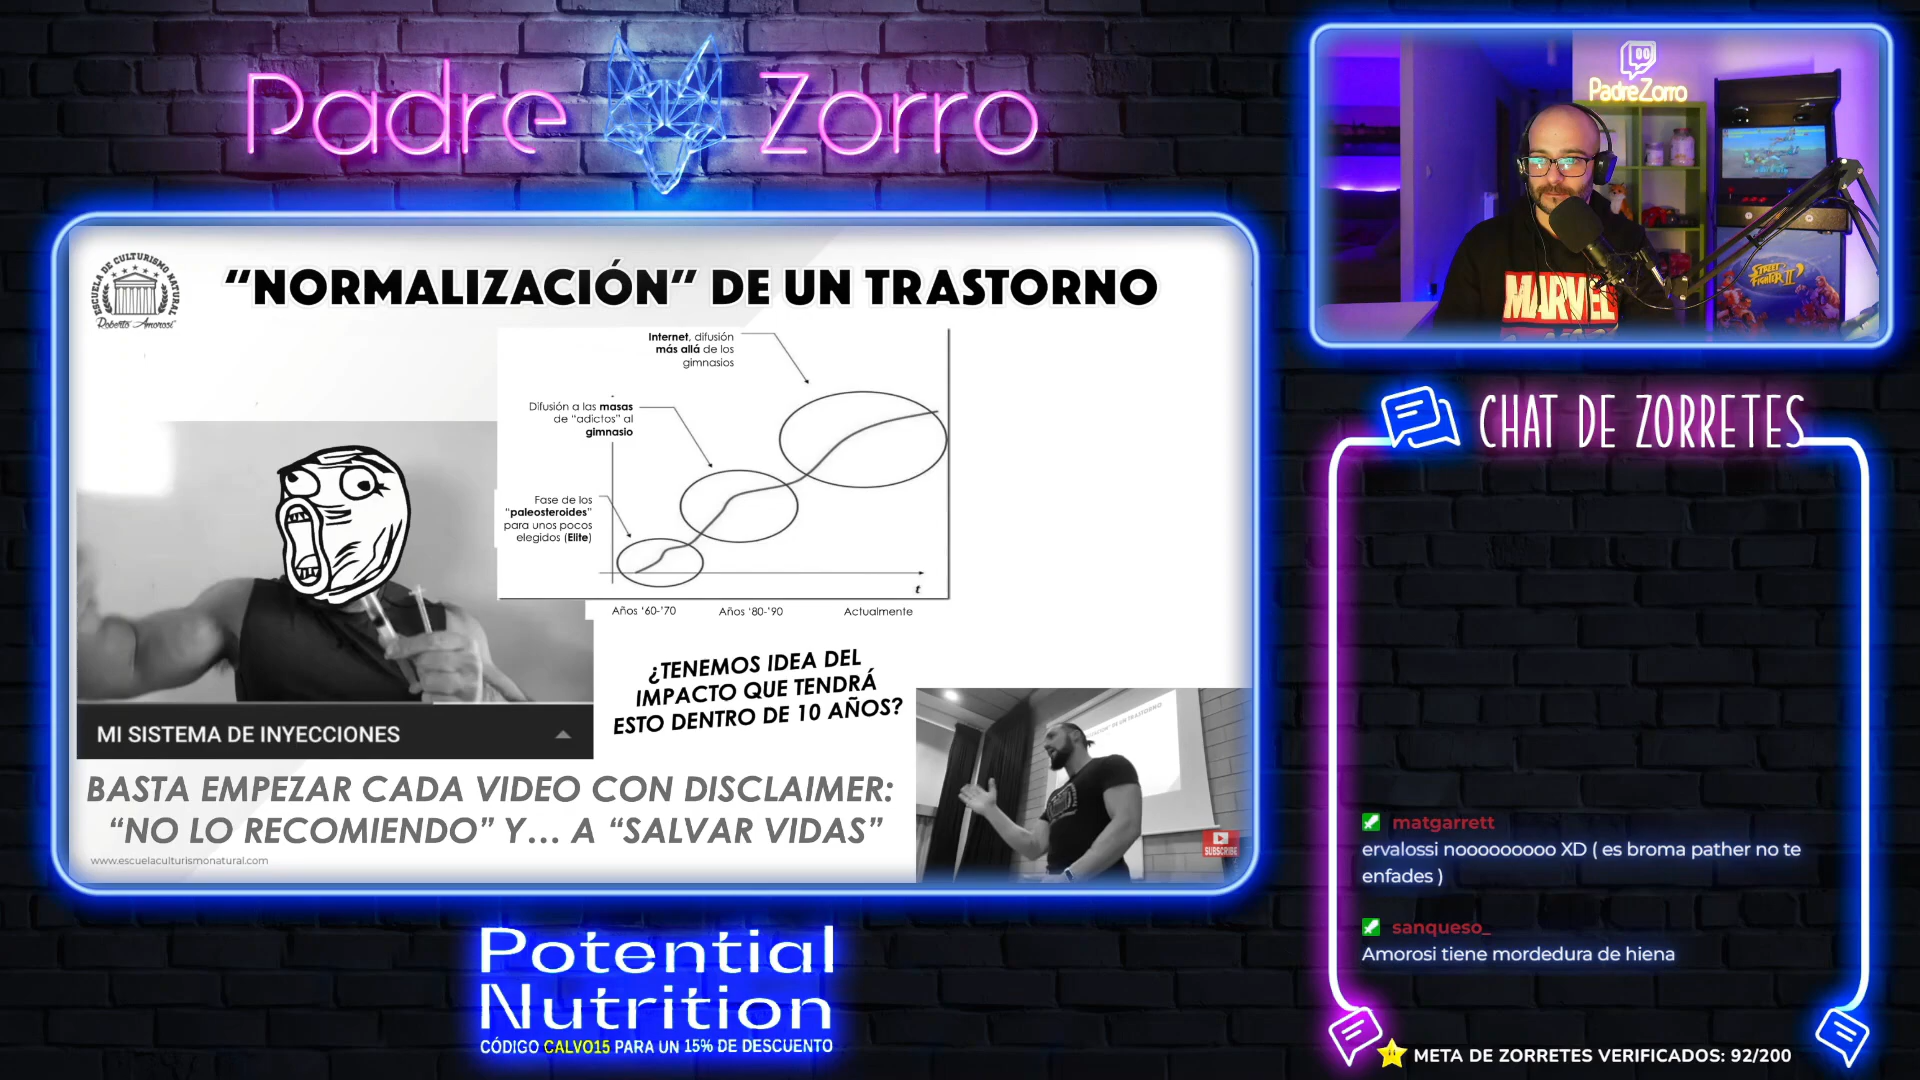 Padre Zorro
PadreZorro
MARVEL
STREET
FIGHTER II
ESCUELA DE CULTURISMO NATURAL
Roberto Amorosi
“NORMALIZACIÓN” DE UN TRASTORNO
Internet, difusión
más allá de los
gimnasios
Difusión a las masas
de “adictos” al
gimnasio
Fase de los
“paleosteroides”
para unos pocos
elegidos (Elite)
t
Años ‘60-’70
Años ‘80-’90
Actualmente
¿TENEMOS IDEA DEL
IMPACTO QUE TENDRÁ
ESTO DENTRO DE 10 AÑOS?
MI SISTEMA DE INYECCIONES
BASTA EMPEZAR CADA VIDEO CON DISCLAIMER:
“NO LO RECOMIENDO” Y... A “SALVAR VIDAS”
www.escuelaculturismonatural.com
SUBSCRIBE
CHAT DE ZORRETES
matgarrett
ervalossi nooooooooo XD ( es broma pather no te
enfades )
sanqueso_
Amorosi tiene mordedura de hiena
META DE ZORRETES VERIFICADOS: 92/200
Potential
Nutrition
CÓDIGO CALVO15 PARA UN 15% DE DESCUENTO